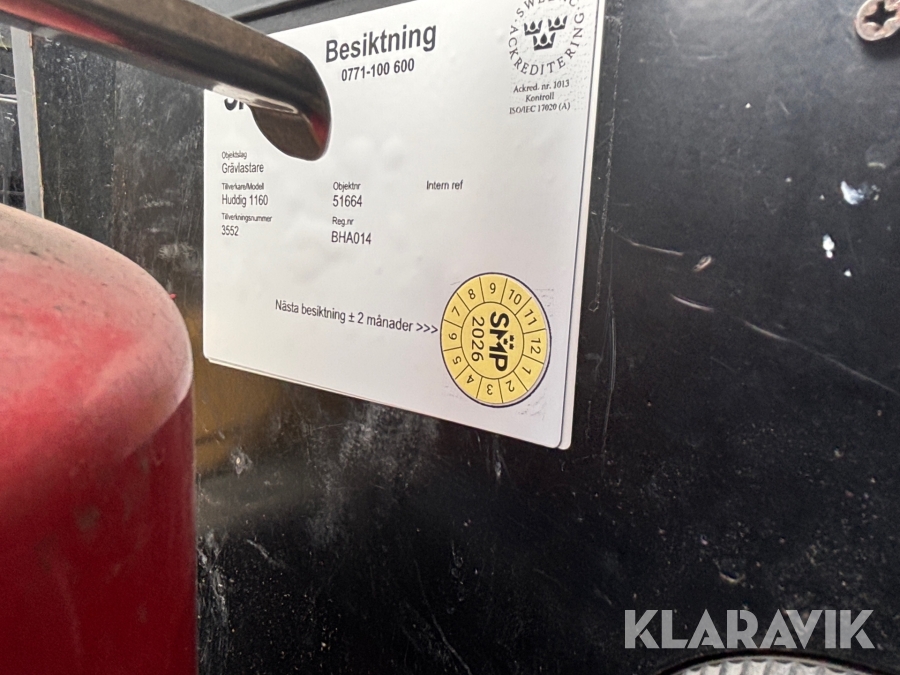 Besiktning
0771-100 600
ACKREDITERING
Ackred. nr. 1013
Kontroll
ISO/IEC 17020 (A)
Objektslag
Grävlastare
Tillverkare/Modell
Huddig 1160
Objektnr
51664
Intern ref
Tillverkningsnummer
3552
Reg.nr
BHA014
Nästa besiktning ± 2 månader >>>
1 2 3 4 5 6 7 8 9 10 11 12
SMP
2026
KLARAVIK